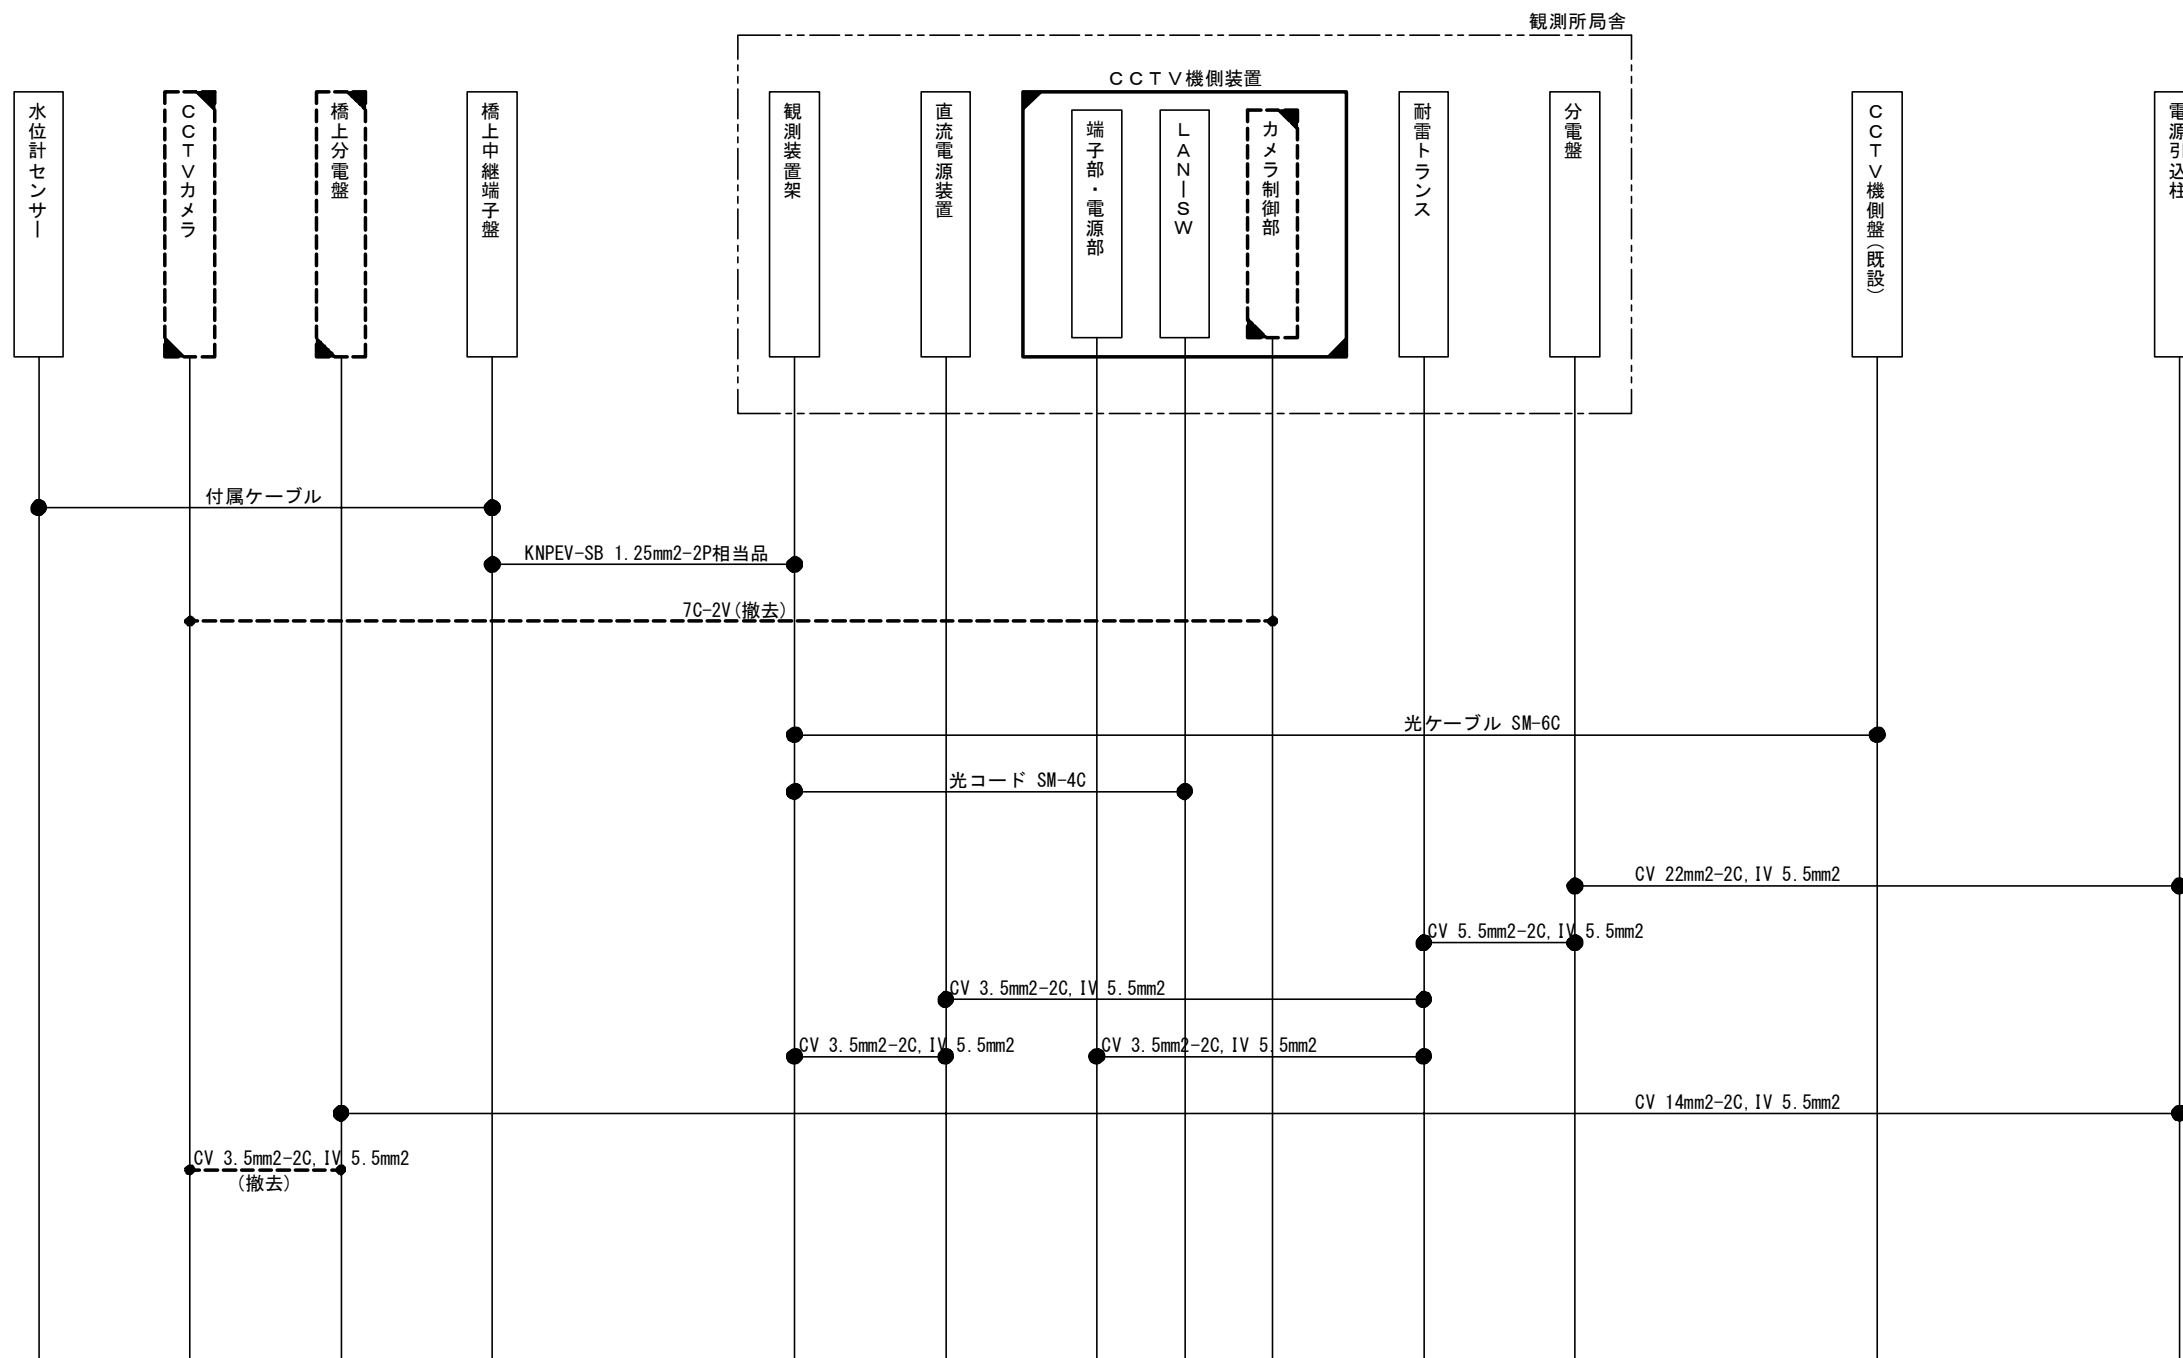 観測所局舎
ＣＣＴＶ機側装置
水位計センサー
ＣＣＴＶカメラ
橋上分電盤
橋上中継端子盤
観測装置架
直流電源装置
端子部・電源部
ＬＡＮ－ＳＷ
カメラ制御部
耐雷トランス
分電盤
ＣＣＴＶ機側盤(既設)
電源引込柱
付属ケーブル
KNPEV-SB 1.25mm2-2P相当品
7C-2V(撤去)
光ケーブル SM-6C
光コード SM-4C
CV 22mm2-2C,IV 5.5mm2
CV 5.5mm2-2C,IV 5.5mm2
CV 3.5mm2-2C,IV 5.5mm2
CV 3.5mm2-2C,IV 5.5mm2
CV 3.5mm2-2C,IV 5.5mm2
CV 14mm2-2C,IV 5.5mm2
CV 3.5mm2-2C,IV 5.5mm2
(撤去)